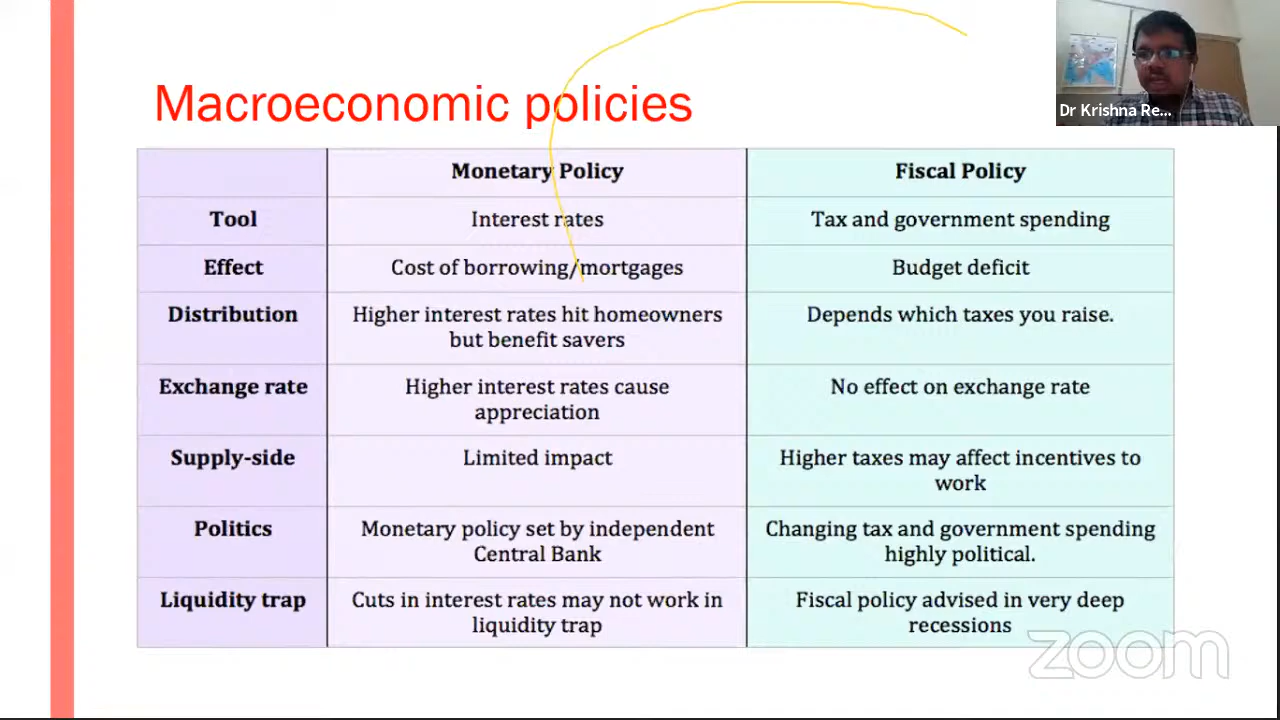 Macroeconomic policies
Dr Krishna Re...
Monetary Policy
Fiscal Policy
Tool
Interest rates
Tax and government spending
Effect
Cost of borrowing/mortgages
Budget deficit
Distribution
Higher interest rates hit homeowners
but benefit savers
Depends which taxes you raise.
Exchange rate
Higher interest rates cause
appreciation
No effect on exchange rate
Supply-side
Limited impact
Higher taxes may affect incentives to
work
Politics
Monetary policy set by independent
Central Bank
Changing tax and government spending
highly political.
Liquidity trap
Cuts in interest rates may not work in
liquidity trap
Fiscal policy advised in very deep
recessions
zoom